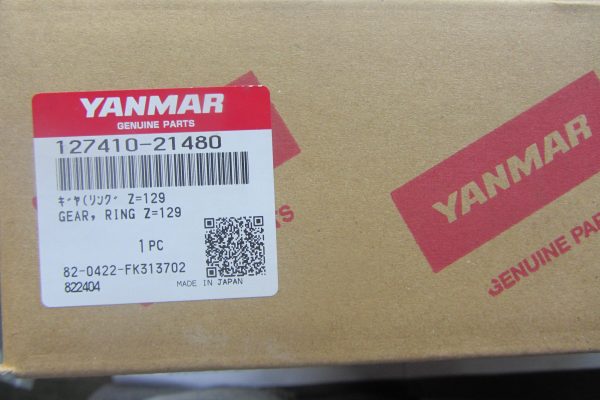 YANMAR
GENUINE PARTS
127410-21480
ギヤ(リング Z=129
GEAR, RING Z=129
1 PC
82-0422-FK313702
822404
MADE IN JAPAN
YANMAR
GENUINE PAR